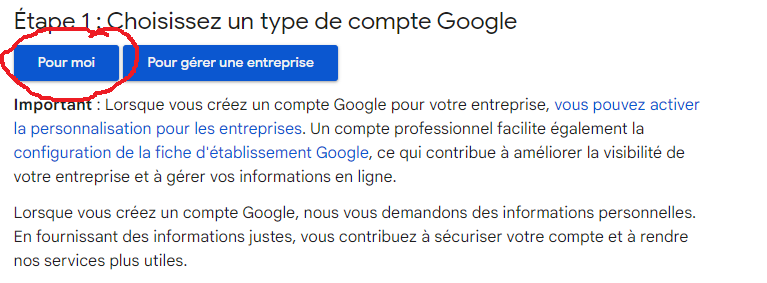 Étape 1 : Choisissez un type de compte Google
Pour moi Pour gérer une entreprise
Important : Lorsque vous créez un compte Google pour votre entreprise, vous pouvez activer
la personnalisation pour les entreprises. Un compte professionnel facilite également la
configuration de la fiche d'établissement Google, ce qui contribue à améliorer la visibilité de
votre entreprise et à gérer vos informations en ligne.
Lorsque vous créez un compte Google, nous vous demandons des informations personnelles.
En fournissant des informations justes, vous contribuez à sécuriser votre compte et à rendre
nos services plus utiles.